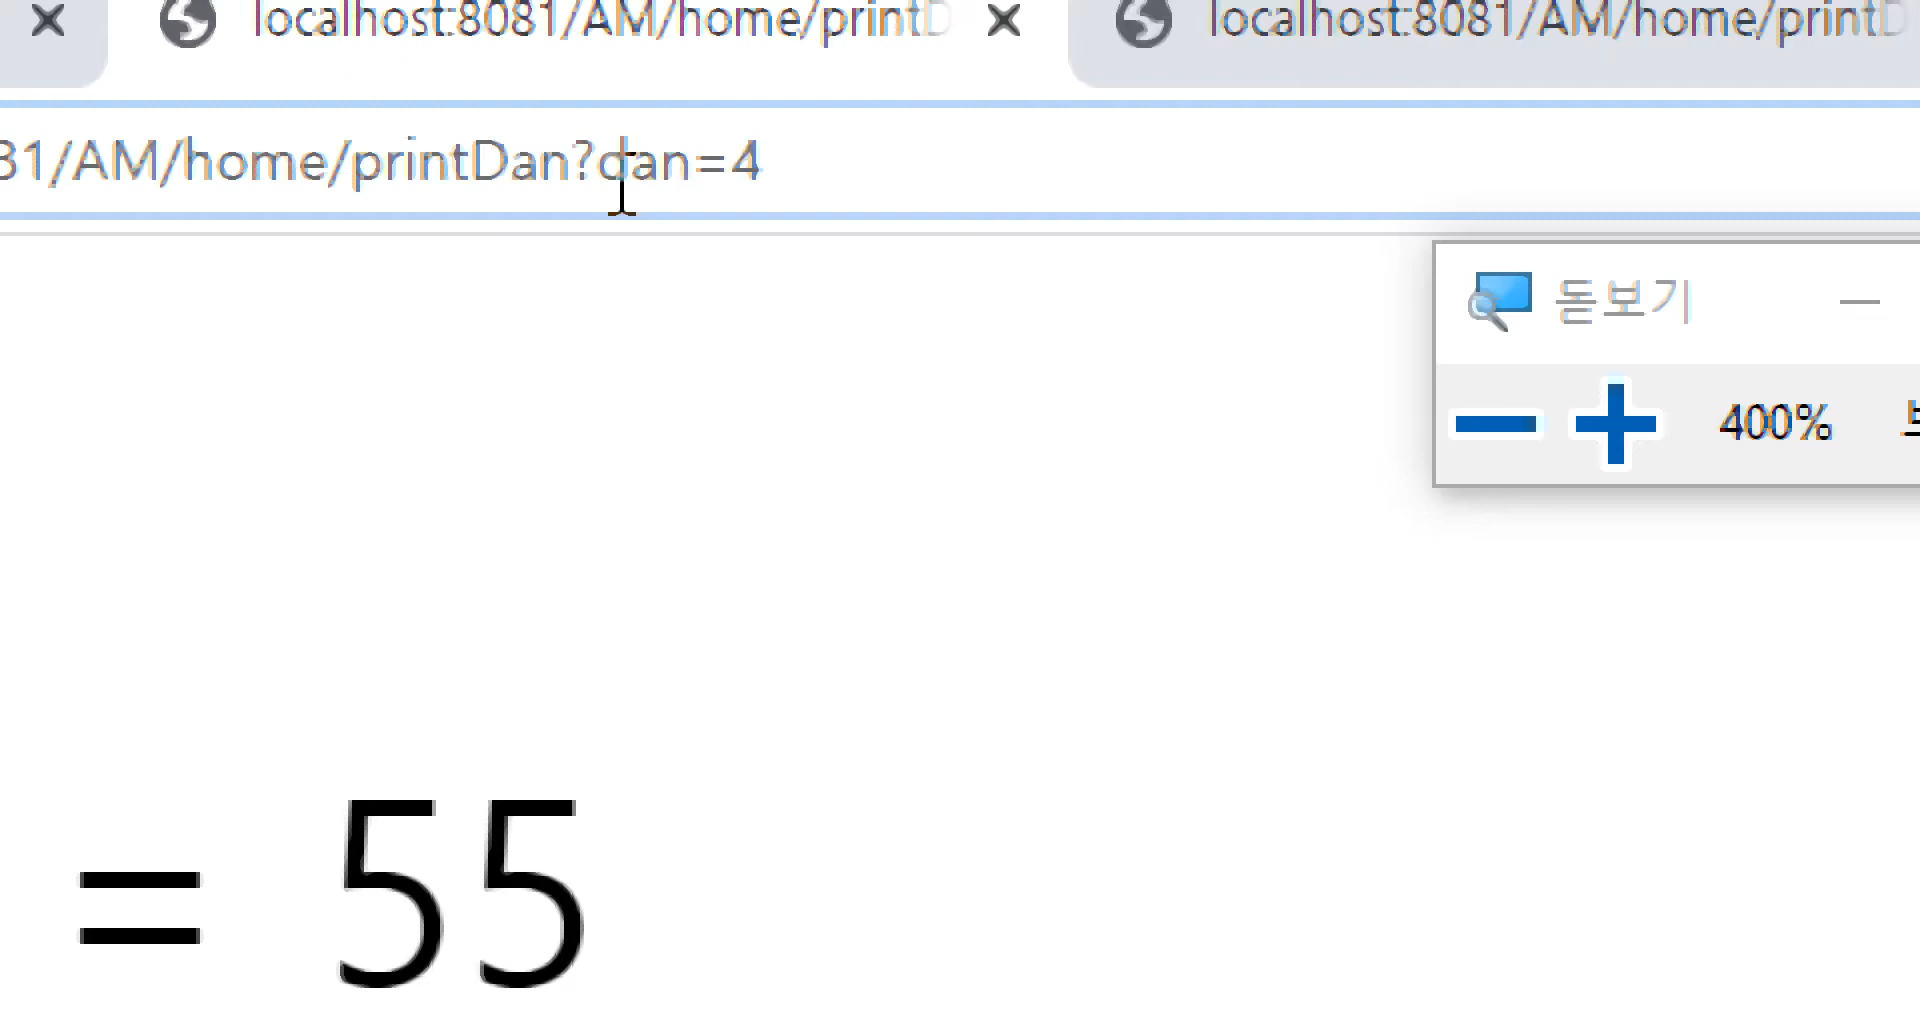 localhost:8081/AM/home/printD
localhost:8081/AM/home/printD
31/AM/home/printDan?dan=4
돋보기
400%
= 55